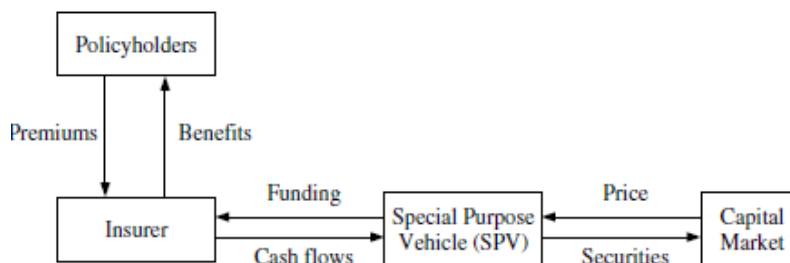 Policyholders
Premiums
Benefits
Funding
Price
Insurer
Special Purpose
Vehicle (SPV)
Capital
Market
Cash flows
Securities